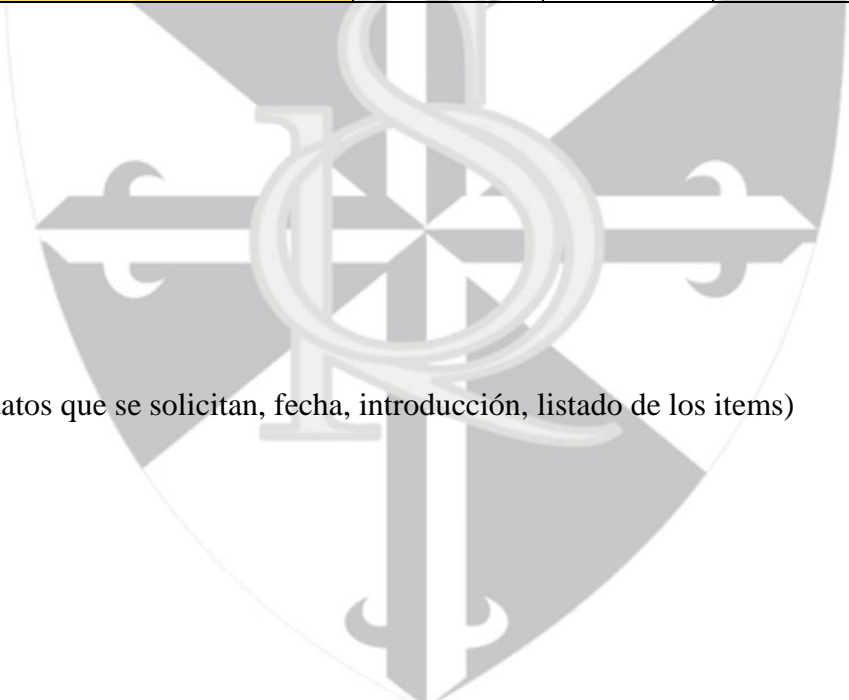 atos que se solicitan, fecha, introducción, listado de los items)